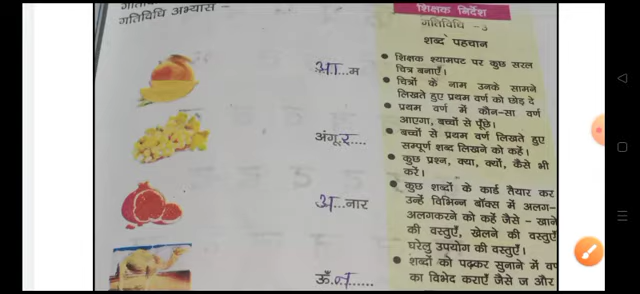 गतिविधि अभ्यास –
आ...म
अंगूर....
अ...नार
ऊँ.ट......
शिक्षक निर्देश
गतिविधि - 3
शब्द पहचान
• शिक्षक श्यामपट पर कुछ सरल
चित्र बनाएँ।
• चित्रों के नाम उनके सामने
लिखते हुए प्रथम वर्ण को छोड़ दे
• प्रथम वर्ण में कौन-सा वर्ण
आएगा, बच्चों से पूँछे।
• बच्चों से प्रथम वर्ण लिखते हुए
सम्पूर्ण शब्द लिखने को कहें।
• कुछ प्रश्न, क्या, क्यों, कैसे भी
करें।
• कुछ शब्दों के कार्ड तैयार कर
उन्हें विभिन्न बॉक्स में अलग-
अलगकरने को कहें जैसे - खाने
की वस्तुएँ, खेलने की वस्तुएँ
घरेलु उपयोग की वस्तुएँ।
• शब्दों को पढ़कर सुनाने में
का विभेद कराएँ जैसे ज और